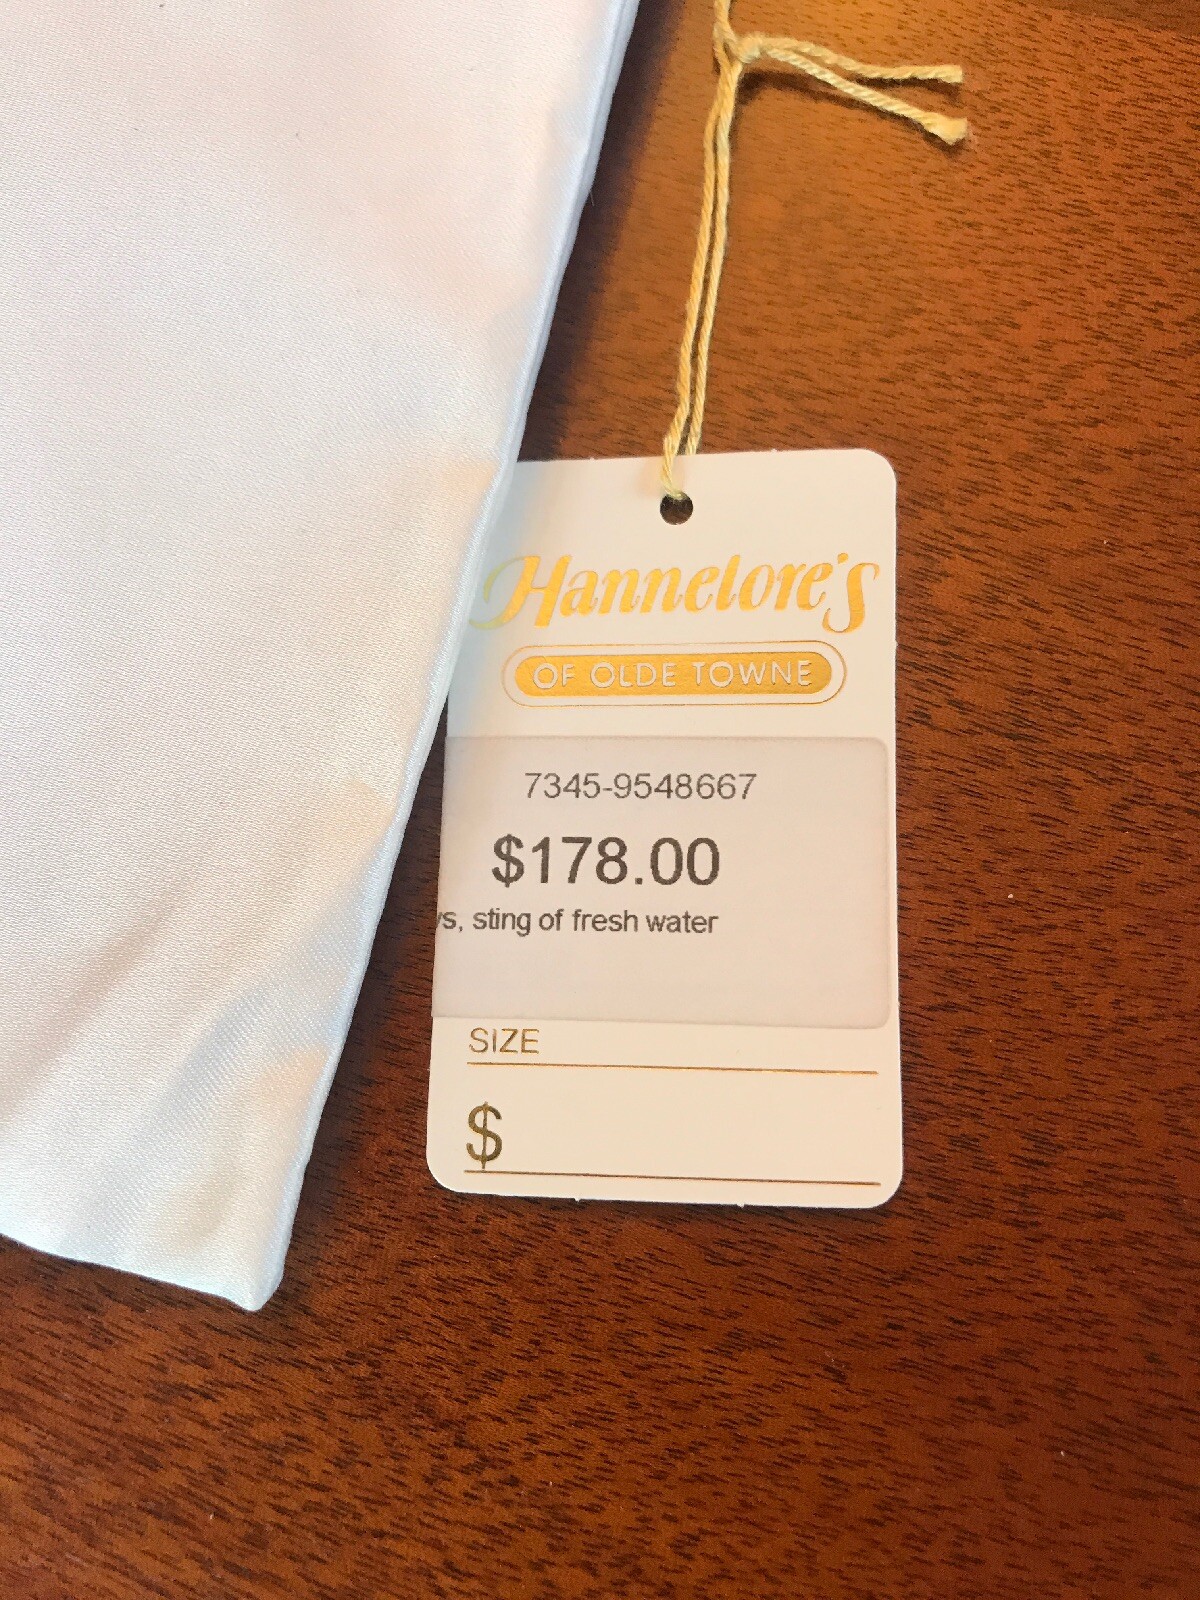 Hannelore's
OF OLDE TOWNE
7345-9548667
$178.00
sting of fresh water
SIZE
$